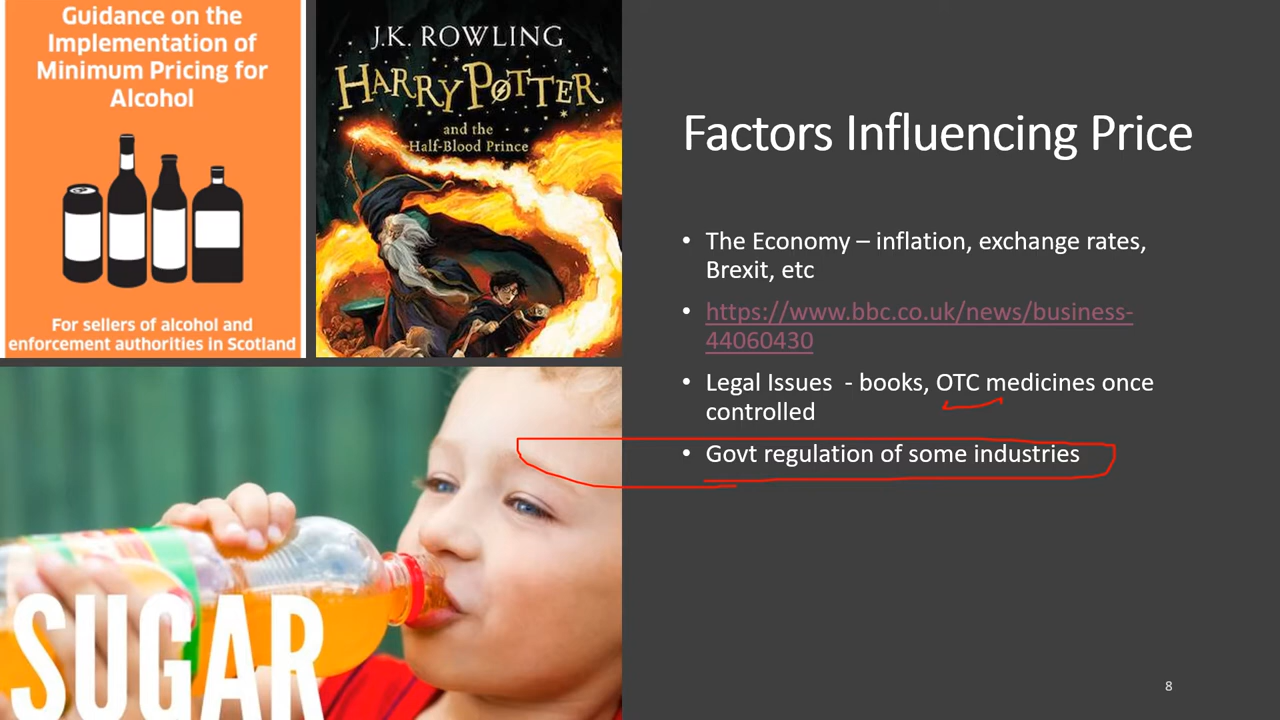 Guidance on the
Implementation of
Minimum Pricing for
Alcohol
For sellers of alcohol and
enforcement authorities in Scotland
J.K. ROWLING
HARRY POTTER
and the
Half-Blood Prince
SUGAR
Factors Influencing Price
• The Economy – inflation, exchange rates,
Brexit, etc
• https://www.bbc.co.uk/news/business-
44060430
• Legal Issues - books, OTC medicines once
controlled
• Govt regulation of some industries
8